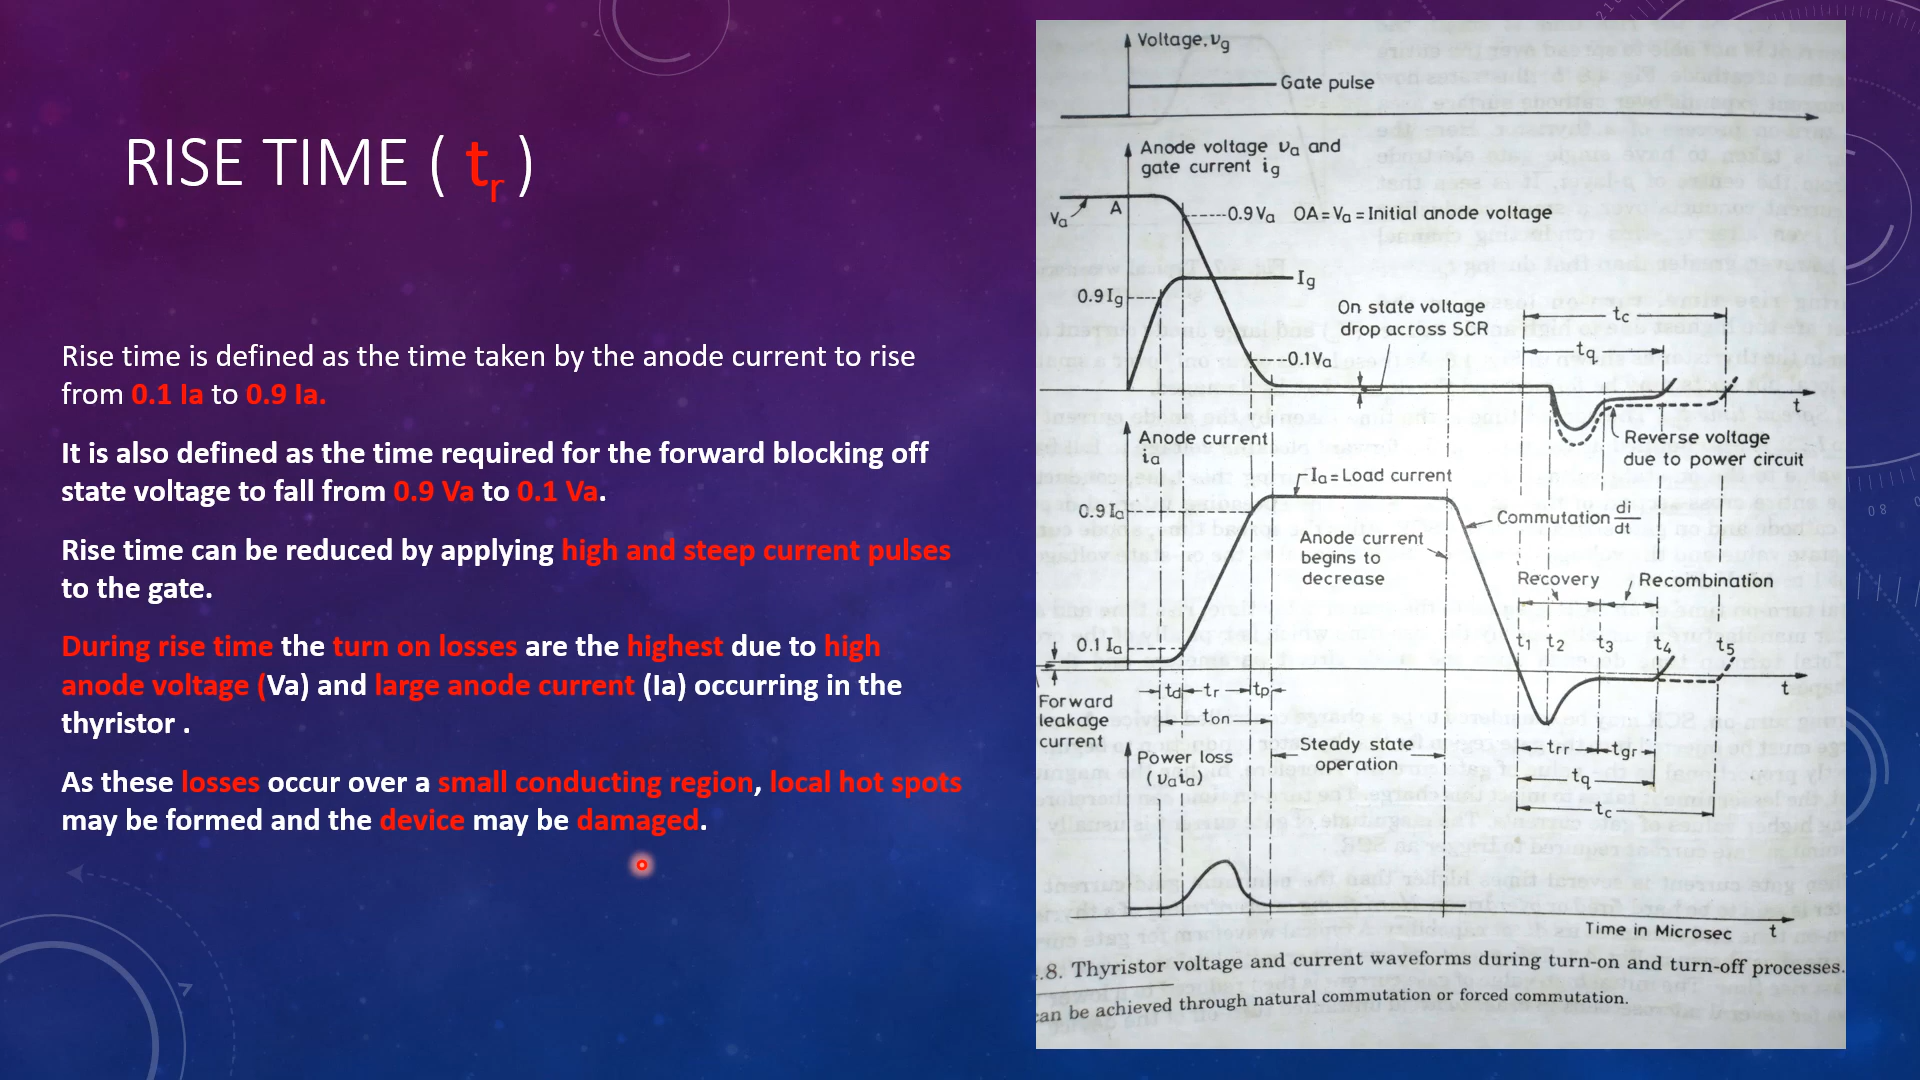 RISE TIME ( tr )
Rise time is defined as the time taken by the anode current to rise
from 0.1 Ia to 0.9 Ia.
It is also defined as the time required for the forward blocking off
state voltage to fall from 0.9 Va to 0.1 Va.
Rise time can be reduced by applying high and steep current pulses
to the gate.
During rise time the turn on losses are the highest due to high
anode voltage (Va) and large anode current (Ia) occurring in the
thyristor .
As these losses occur over a small conducting region, local hot spots
may be formed and the device may be damaged.
Voltage, vg
Gate pulse
Anode voltage va and
gate current ig
Va
A
0.9 Va OA = Va = Initial anode voltage
0.9 Ig
Ig
On state voltage
drop across SCR
0.1 Va
tc
tq
t
Reverse voltage
due to power circuit
Anode current
ia
Ia = Load current
0.9 Ia
Commutation di/dt
Anode current
begins to
decrease
Recovery
Recombination
0.1 Ia
t1 t2 t3 t4 t5
t
Forward
leakage
current
td tr tp
ton
Steady state
operation
trr tgr
tq
tc
Power loss
(va ia)
Time in Microsec t
.8. Thyristor voltage and current waveforms during turn-on and turn-off processes.
can be achieved through natural commutation or forced commutation.